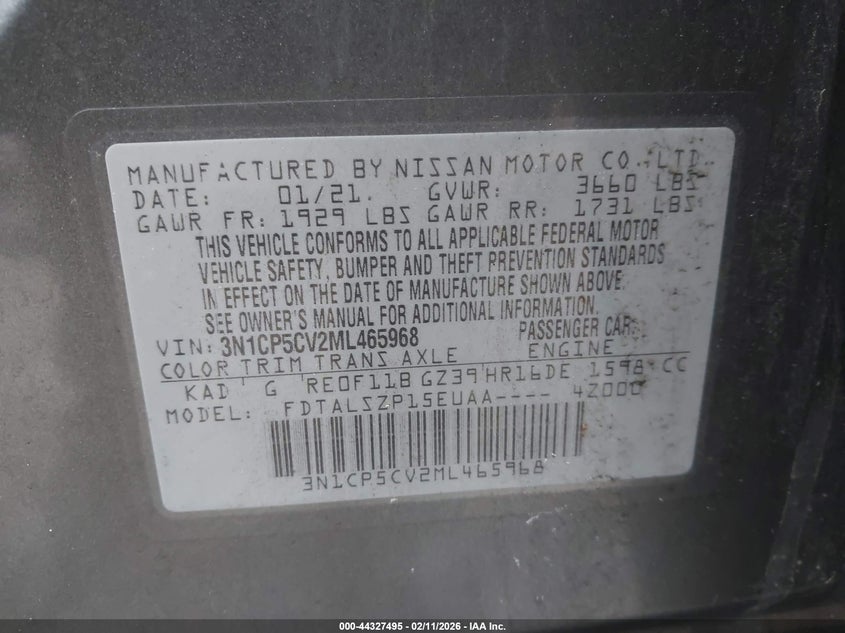 MANUFACTURED BY NISSAN MOTOR CO., LTD.
DATE: 01/21. GVWR: 3660 LBS
GAWR FR: 1929 LBS GAWR RR: 1731 LBS
THIS VEHICLE CONFORMS TO ALL APPLICABLE FEDERAL MOTOR
VEHICLE SAFETY, BUMPER AND THEFT PREVENTION STANDARDS
IN EFFECT ON THE DATE OF MANUFACTURE SHOWN ABOVE.
SEE OWNER'S MANUAL FOR ADDITIONAL INFORMATION.
VIN: 3N1CP5CV2ML465968 PASSENGER CAR
COLOR TRIM TRANS AXLE ENGINE
KAD G RE0F11B GZ39 HR16DE 1598 CC
MODEL: FDTALSZP15EUAA---- 4Z000
3N1CP5CV2ML465968
000-44327495 — 02/11/2026 — IAA Inc.